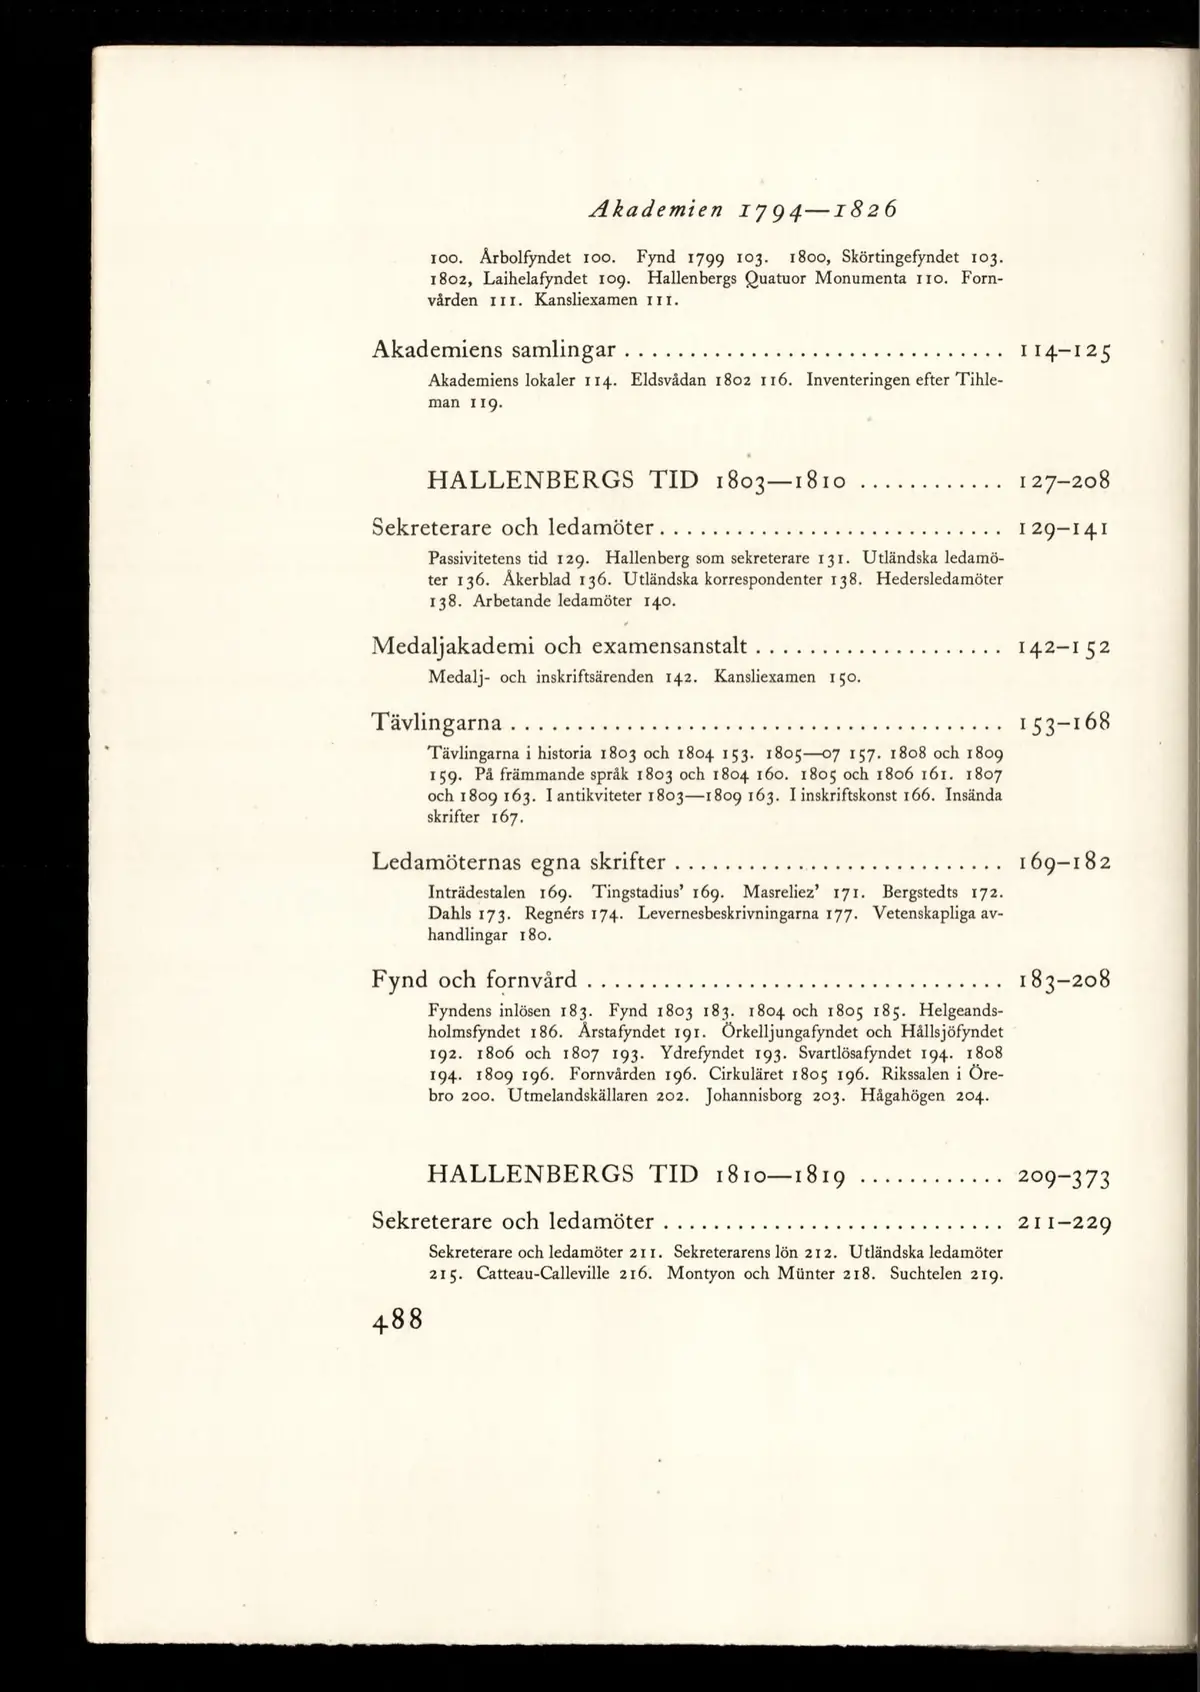 Akademien 1794—1826
100. Årbolfyndet 100. Fynd 1799 103. 1800, Skörtingefyndet 103.
1802, Laihelafyndet 109. Hallenbergs Quatuor Monumenta 110. Forn-
vården 111. Kansliexamen 111.
Akademiens samlingar . . . . . . . . . . . . . . . . . . . . . . . . . . . . . . 114–125
Akademiens lokaler 114. Eldsvådan 1802 116. Inventeringen efter Tihle-
man 119.
HALLENBERGS TID 1803—1810 . . . . . . . . . . . . 127–208
Sekreterare och ledamöter . . . . . . . . . . . . . . . . . . . . . . . . . . . 129–141
Passivitetens tid 129. Hallenberg som sekreterare 131. Utländska ledamö-
ter 136. Åkerblad 136. Utländska korrespondenter 138. Hedersledamöter
138. Arbetande ledamöter 140.
Medaljakademi och examensanstalt . . . . . . . . . . . . . . . . . . . 142–152
Medalj- och inskriftsärenden 142. Kansliexamen 150.
Tävlingarna . . . . . . . . . . . . . . . . . . . . . . . . . . . . . . . . . . . . . . 153–168
Tävlingarna i historia 1803 och 1804 153. 1805—07 157. 1808 och 1809
159. På främmande språk 1803 och 1804 160. 1805 och 1806 161. 1807
och 1809 163. I antikviteter 1803—1809 163. I inskriftskonst 166. Insända
skrifter 167.
Ledamöternas egna skrifter . . . . . . . . . . . . . . . . . . . . . . . . . . 169–182
Inträdestalen 169. Tingstadius’ 169. Masreliez’ 171. Bergstedts 172.
Dahls 173. Regnérs 174. Levernesbeskrivningarna 177. Vetenskapliga av-
handlingar 180.
Fynd och fornvård . . . . . . . . . . . . . . . . . . . . . . . . . . . . . . . . 183–208
Fyndens inlösen 183. Fynd 1803 183. 1804 och 1805 185. Helgeands-
holmsfyndet 186. Årstafyndet 191. Örkelljungafyndet och Hållsjöfyndet
192. 1806 och 1807 193. Ydrefyndet 193. Svartlösafyndet 194. 1808
194. 1809 196. Fornvården 196. Cirkuläret 1805 196. Rikssalen i Öre-
bro 200. Utmelandskällaren 202. Johannisborg 203. Hågahögen 204.
HALLENBERGS TID 1810—1819 . . . . . . . . . . . . 209–373
Sekreterare och ledamöter . . . . . . . . . . . . . . . . . . . . . . . . . . . 211–229
Sekreterare och ledamöter 211. Sekreterarens lön 212. Utländska ledamöter
215. Catteau-Calleville 216. Montyon och Münter 218. Suchtelen 219.
488